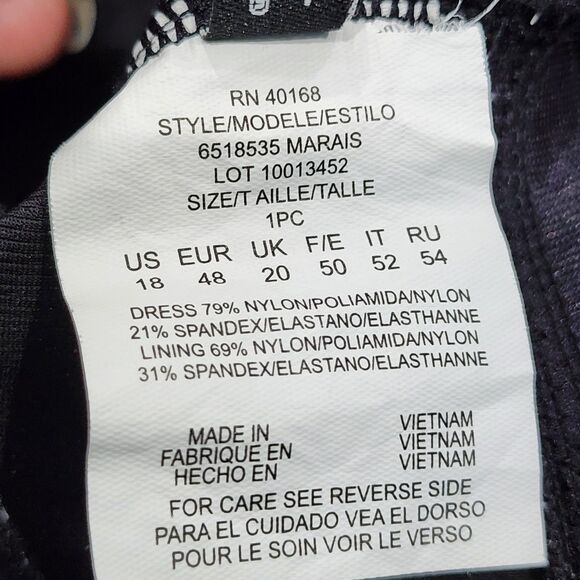 RN 40168
STYLE/MODELE/ESTILO
6518535 MARAIS
LOT 10013452
SIZE/T AILLE/TALLE
1PC
US EUR UK F/E IT RU
18 48 20 50 52 54
DRESS 79% NYLON/POLIAMIDA/NYLON
21% SPANDEX/ELASTANO/ELASTHANNE
LINING 69% NYLON/POLIAMIDA/NYLON
31% SPANDEX/ELASTANO/ELASTHANNE
MADE IN VIETNAM
FABRIQUE EN VIETNAM
HECHO EN VIETNAM
FOR CARE SEE REVERSE SIDE
PARA EL CUIDADO VEA EL DORSO
POUR LE SOIN VOIR LE VERSO